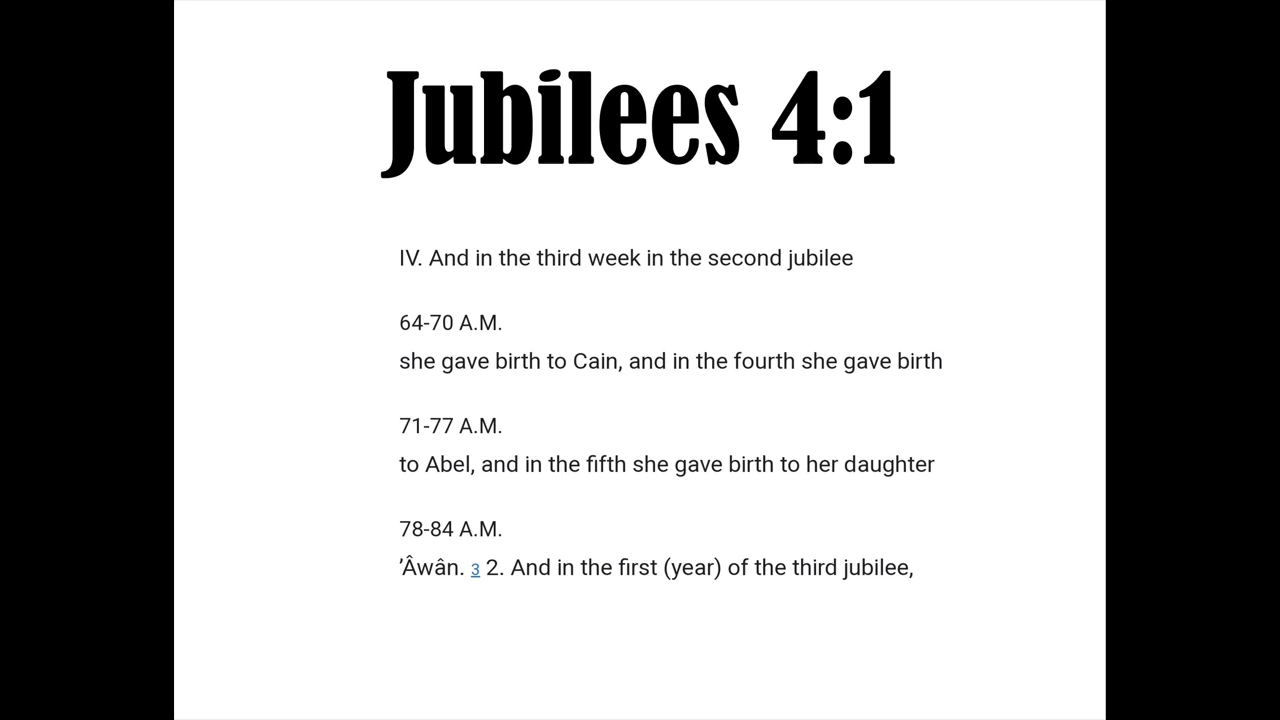 Jubilees 4:1
IV. And in the third week in the second jubilee
64-70 A.M.
she gave birth to Cain, and in the fourth she gave birth
71-77 A.M.
to Abel, and in the fifth she gave birth to her daughter
78-84 A.M.
’Âwân. 3 2. And in the first (year) of the third jubilee,